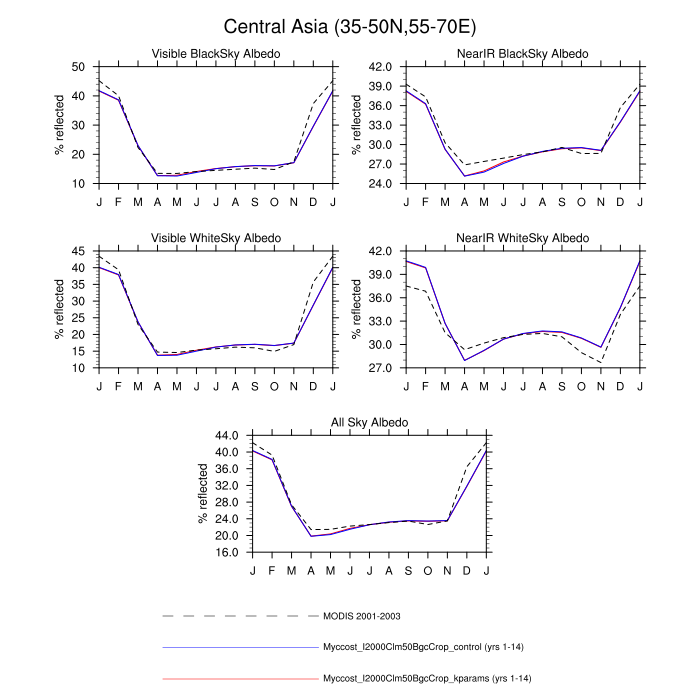 Central Asia (35-50N,55-70E)
Visible BlackSky Albedo
% reflected
50
40
30
20
10
J F M A M J J A S O N D J
NearIR BlackSky Albedo
% reflected
42.0
39.0
36.0
33.0
30.0
27.0
24.0
J F M A M J J A S O N D J
Visible WhiteSky Albedo
% reflected
45
40
35
30
25
20
15
10
J F M A M J J A S O N D J
NearIR WhiteSky Albedo
% reflected
42.0
39.0
36.0
33.0
30.0
27.0
J F M A M J J A S O N D J
All Sky Albedo
% reflected
44.0
40.0
36.0
32.0
28.0
24.0
20.0
16.0
J F M A M J J A S O N D J
MODIS 2001-2003
Myccost_I2000Clm50BgcCrop_control (yrs 1-14)
Myccost_I2000Clm50BgcCrop_kparams (yrs 1-14)